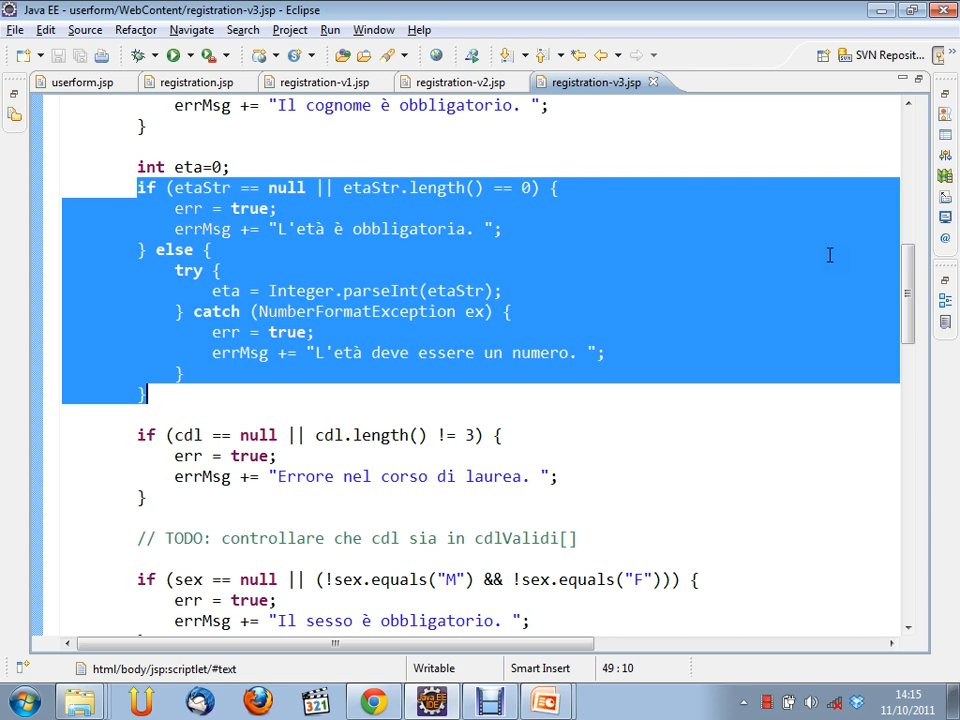 Java EE - userform/WebContent/registration-v3.jsp - Eclipse
File Edit Source Refactor Navigate Search Project Run Window Help
SVN Reposit... »
userform.jsp registration.jsp registration-v1.jsp registration-v2.jsp registration-v3.jsp
errMsg += "Il cognome è obbligatorio. ";
}
int eta=0;
if (etaStr == null || etaStr.length() == 0) {
err = true;
errMsg += "L'età è obbligatoria. ";
} else {
try {
eta = Integer.parseInt(etaStr);
} catch (NumberFormatException ex) {
err = true;
errMsg += "L'età deve essere un numero. ";
}
}
if (cdl == null || cdl.length() != 3) {
err = true;
errMsg += "Errore nel corso di laurea. ";
}
// TODO: controllare che cdl sia in cdlValidi[]
if (sex == null || (!sex.equals("M") && !sex.equals("F"))) {
err = true;
errMsg += "Il sesso è obbligatorio. ";
html/body/jsp:scriptlet/#text Writable Smart Insert 49 : 10
321
Java EE
IDE
14:15
11/10/2011